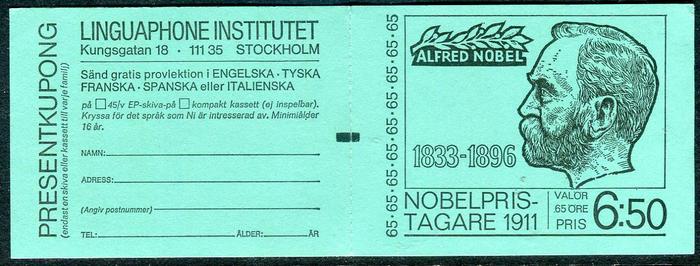 PRESENTKUPONG
(endast en skiva eller kassett till varje familj)
LINGUAPHONE INSTITUTET
Kungsgatan 18 · 111 35 STOCKHOLM
Sänd gratis provlektion i ENGELSKA · TYSKA
FRANSKA · SPANSKA eller ITALIENSKA
på □ 45/v EP-skiva-på □ kompakt kassett (ej inspelbar).
Kryssa för det språk som Ni är intresserad av. Minimiålder
16 år.
NAMN:
ADRESS:
(Angiv postnummer)
TEL: ÅLDER: ÅR
65·65·65·65·65·65·65·65·65·65·65
ALFRED NOBEL
1833-1896
NOBELPRIS-
TAGARE 1911
VALÖR
65 ÖRE
PRIS
6:50